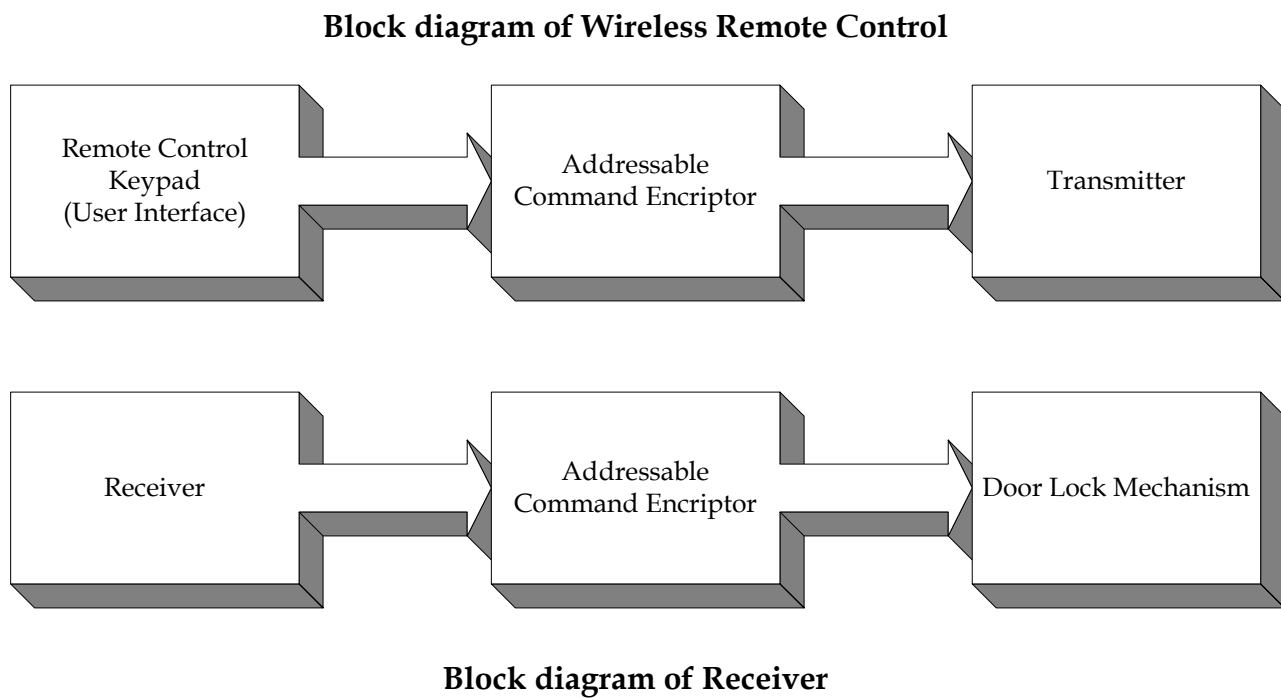 Block diagram of Wireless Remote Control
Remote Control
Keypad
(User Interface)
Addressable
Command Encriptor
Transmitter
Receiver
Addressable
Command Encriptor
Door Lock Mechanism
Block diagram of Receiver